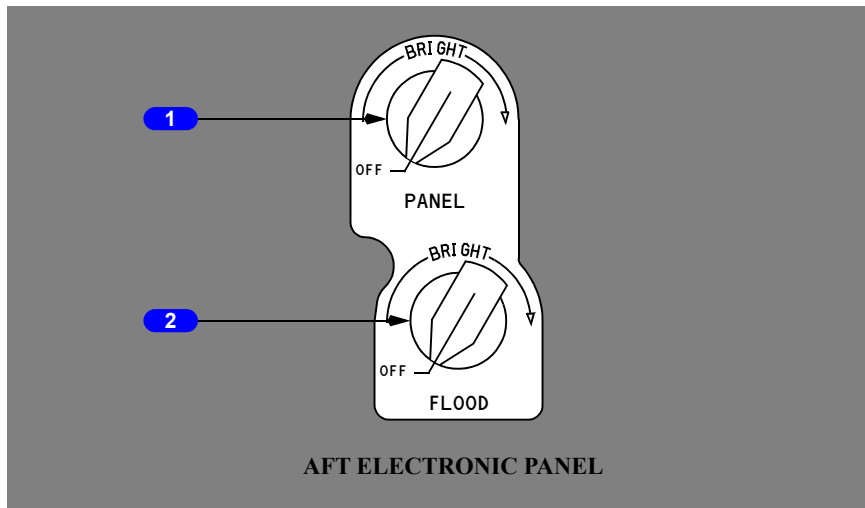 BRIGHT
1
OFF
PANEL
BRIGHT
2
OFF
FLOOD
AFT ELECTRONIC PANEL